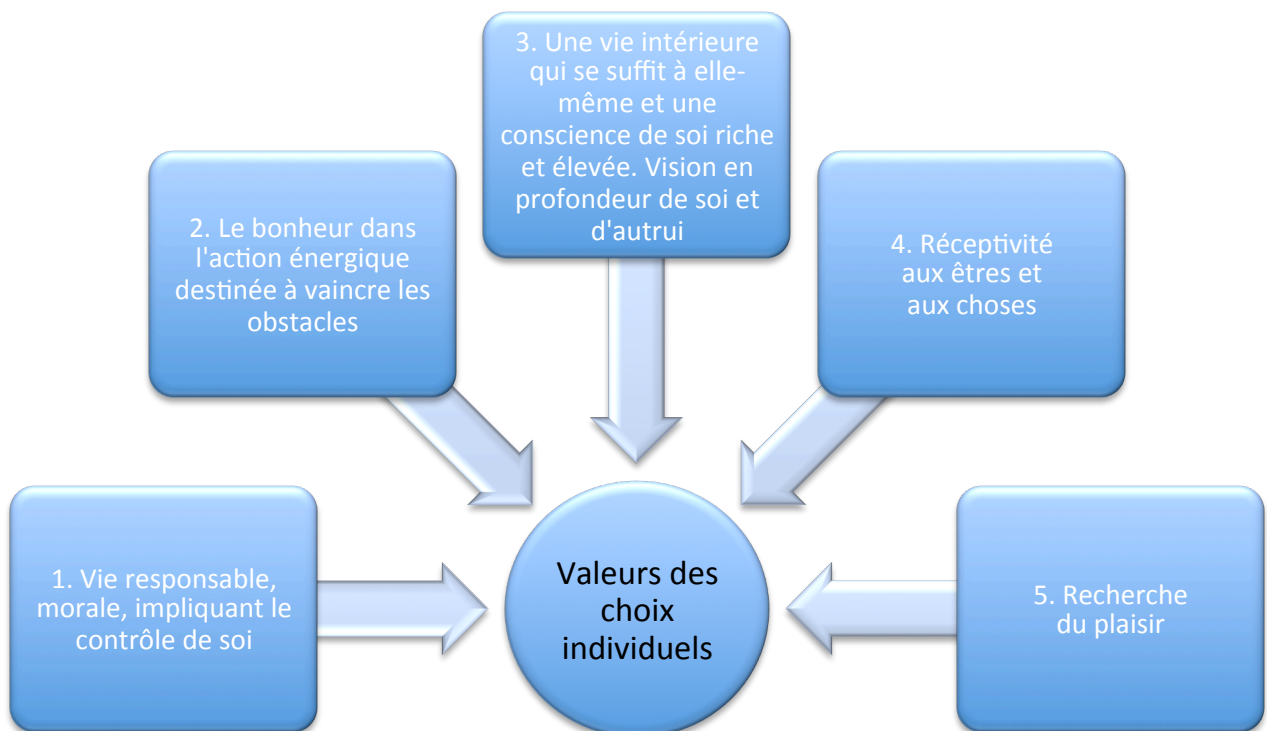 3. Une vie intérieure
qui se suffit à elle-
même et une
conscience de soi riche
et élevée. Vision en
profondeur de soi et
d'autrui
2. Le bonheur dans
l'action énergique
destinée à vaincre les
obstacles
4. Réceptivité
aux êtres et
aux choses
1. Vie responsable,
morale, impliquant le
contrôle de soi
Valeurs des
choix
individuels
5. Recherche
du plaisir